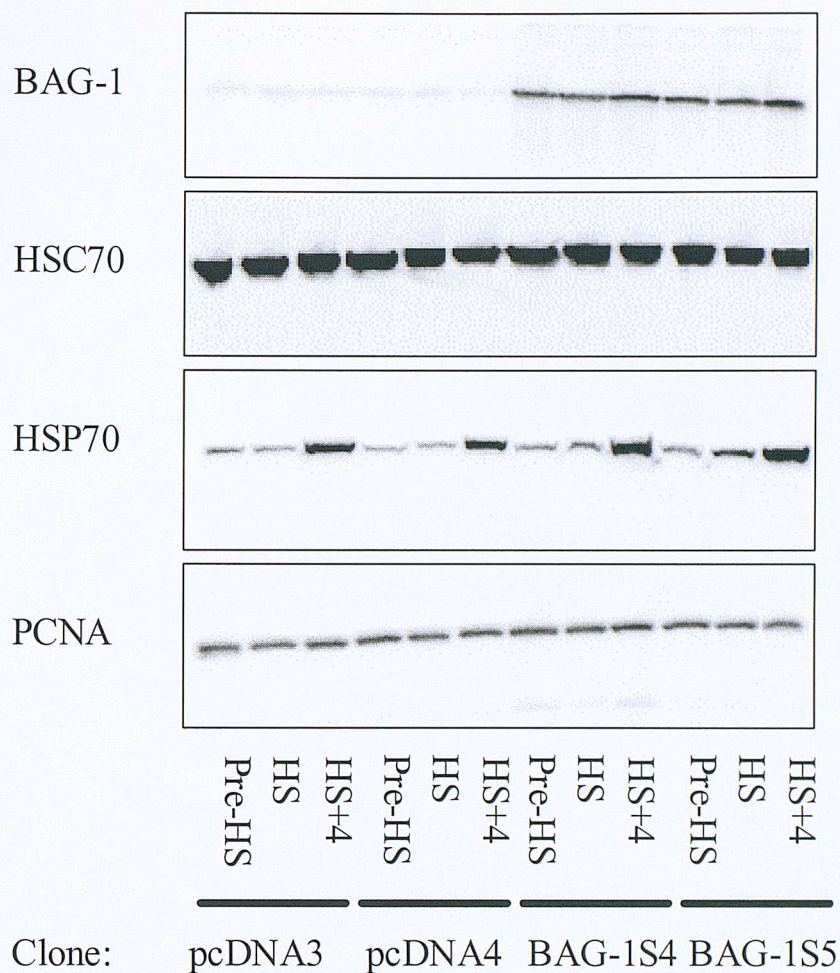 BAG-1
HSC70
HSP70
PCNA
Pre-HS HS HS+4 Pre-HS HS HS+4 Pre-HS HS HS+4 Pre-HS HS HS+4
Clone: pcDNA3 pcDNA4 BAG-1S4 BAG-1S5